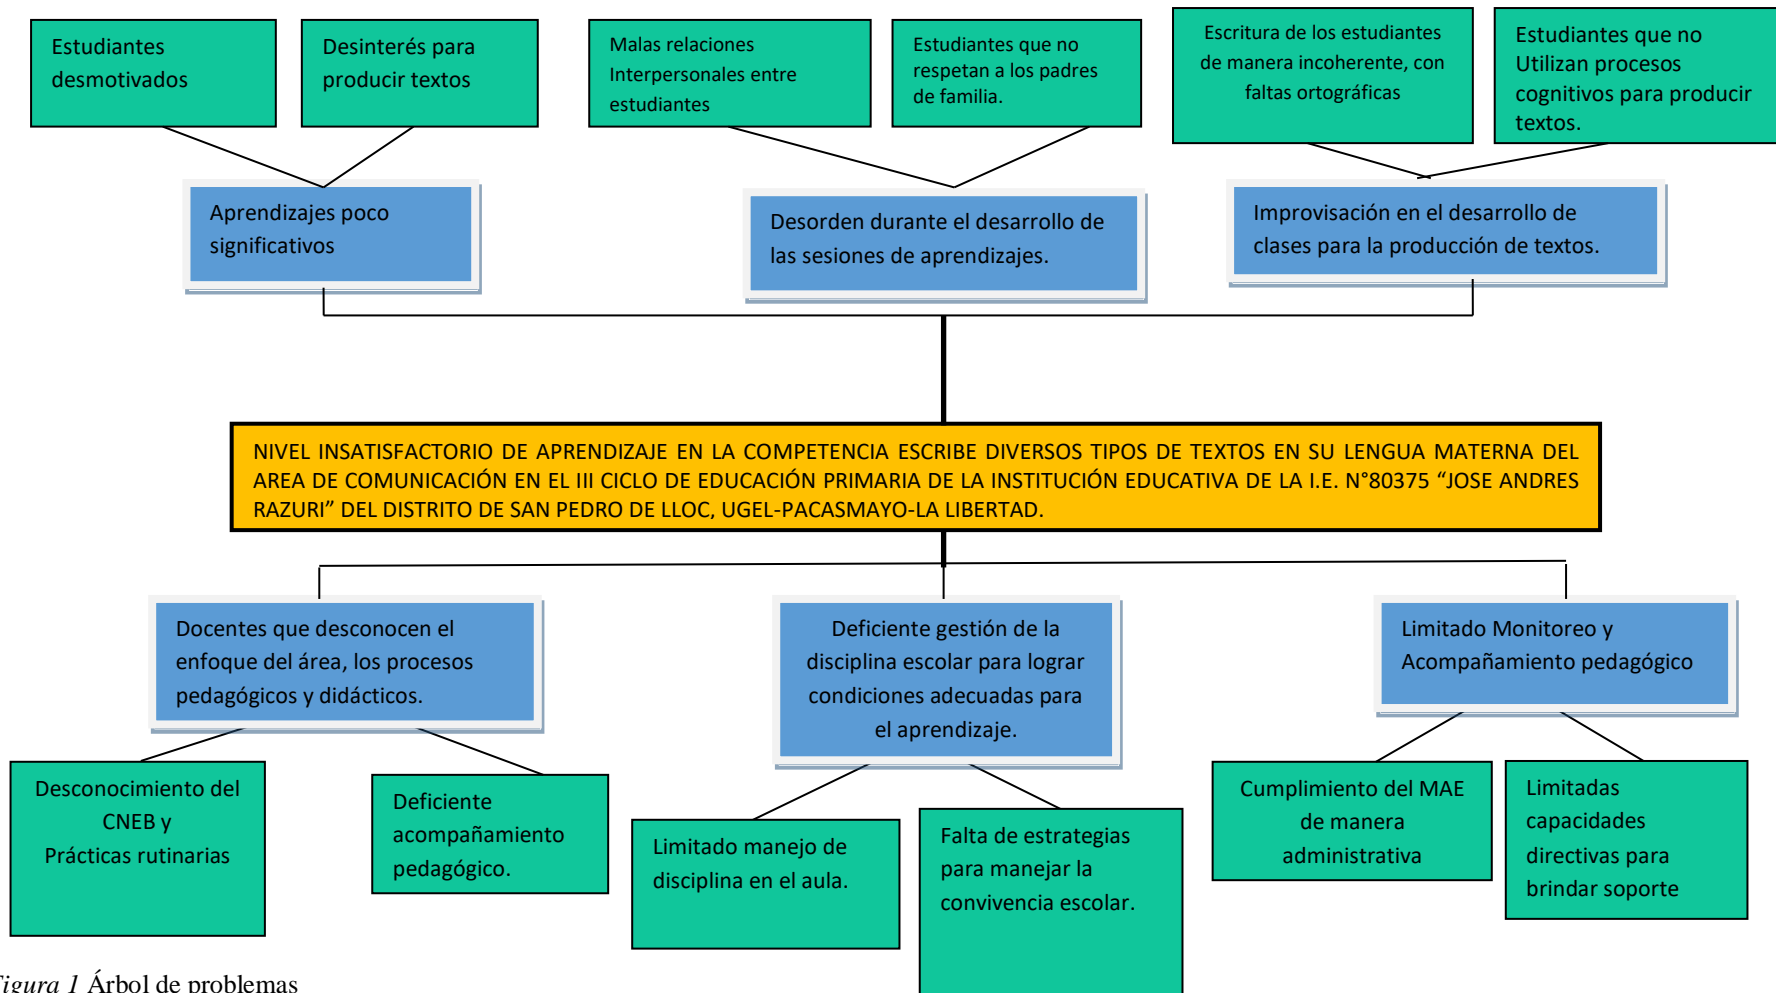 Estudiantes
desmotivados
Desinterés para
producir textos
Malas relaciones
Interpersonales entre
estudiantes
Estudiantes que no
respetan a los padres
de familia.
Escritura de los estudiantes
de manera incoherente, con
faltas ortográficas
Estudiantes que no
Utilizan procesos
cognitivos para producir
textos.
Aprendizajes poco
significativos
Desorden durante el desarrollo de
las sesiones de aprendizajes.
Improvisación en el desarrollo de
clases para la producción de textos.
NIVEL INSATISFACTORIO DE APRENDIZAJE EN LA COMPETENCIA ESCRIBE DIVERSOS TIPOS DE TEXTOS EN SU LENGUA MATERNA DEL
AREA DE COMUNICACIÓN EN EL III CICLO DE EDUCACIÓN PRIMARIA DE LA INSTITUCIÓN EDUCATIVA DE LA I.E. N°80375 “JOSE ANDRES
RAZURI” DEL DISTRITO DE SAN PEDRO DE LLOC, UGEL-PACASMAYO-LA LIBERTAD.
Docentes que desconocen el
enfoque del área, los procesos
pedagógicos y didácticos.
Deficiente gestión de la
disciplina escolar para lograr
condiciones adecuadas para
el aprendizaje.
Limitado Monitoreo y
Acompañamiento pedagógico
Desconocimiento del
CNEB y
Prácticas rutinarias
Deficiente
acompañamiento
pedagógico.
Limitado manejo de
disciplina en el aula.
Falta de estrategias
para manejar la
convivencia escolar.
Cumplimiento del MAE
de manera
administrativa
Limitadas
capacidades
directivas para
brindar soporte
Figura 1 Árbol de problemas